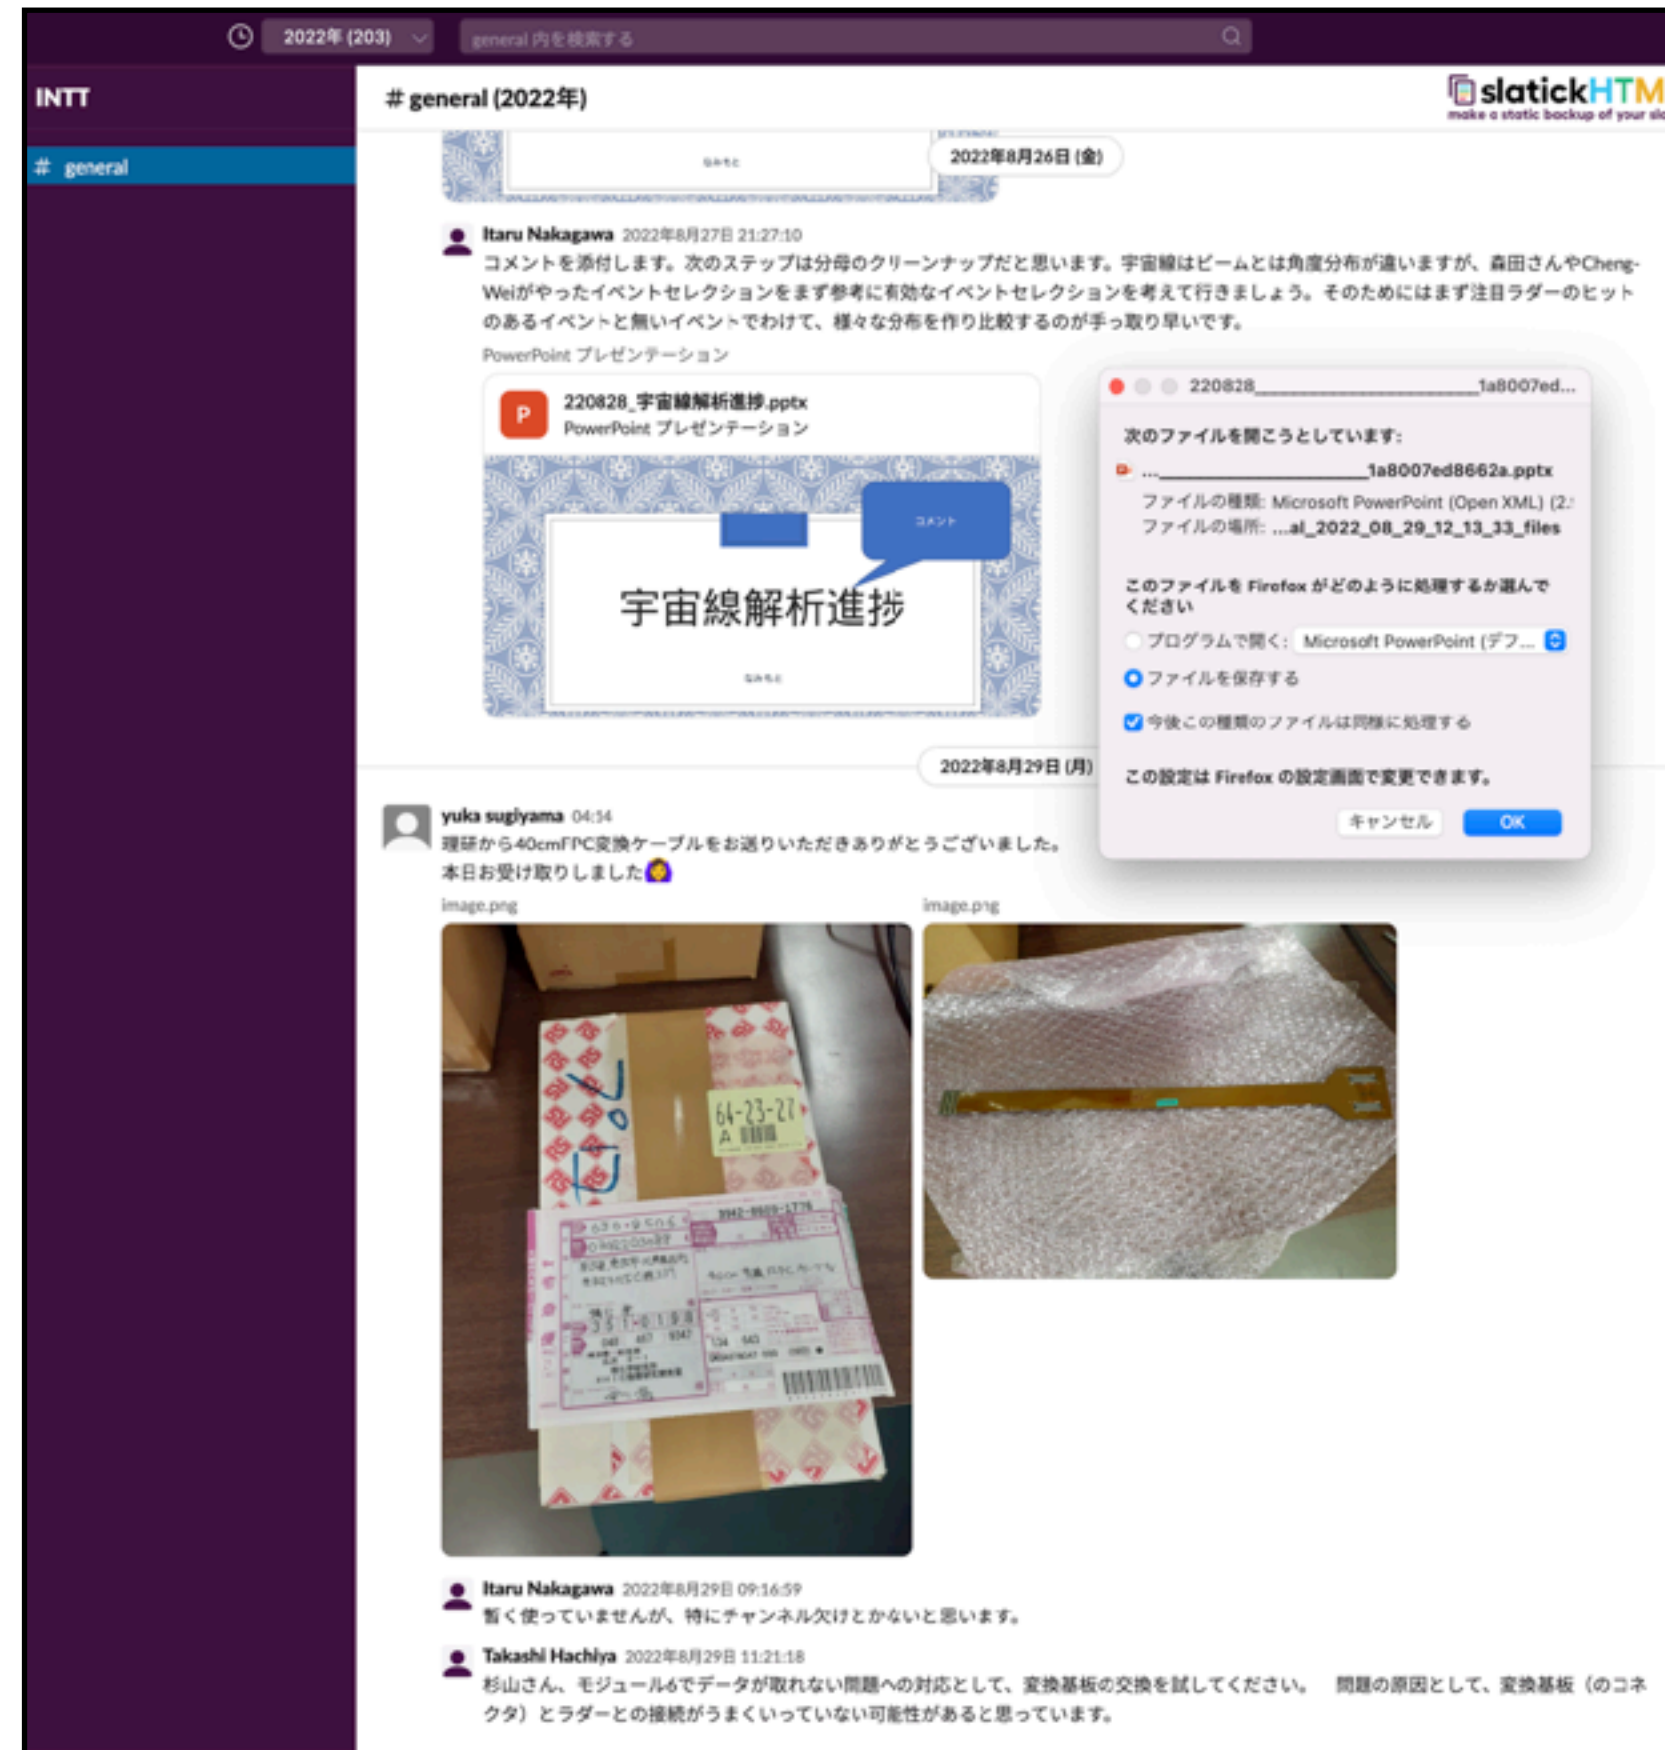 2022年 (203)
general 内を検索する
INTT
# general (2022年)
slatickHTM
make a static backup of your sla
# general
なみもと
2022年8月26日 (金)
Itaru Nakagawa 2022年8月27日 21:27:10
コメントを添付します。次のステップは分母のクリーンナップだと思います。宇宙線はビームとは角度分布が違いますが、森田さんやCheng-
Weiがやったイベントセレクションをまず参考に有効なイベントセレクションを考えて行きましょう。そのためにはまず注目ラダーのヒット
のあるイベントと無いイベントでわけて、様々な分布を作り比較するのが手っ取り早いです。
PowerPoint プレゼンテーション
P
220828_宇宙線解析進捗.pptx
PowerPoint プレゼンテーション
コメント
宇宙線解析進捗
なみもと
220828_________________________1a8007ed...
次のファイルを開こうとしています:
..._______________________1a8007ed8662a.pptx
ファイルの種類: Microsoft PowerPoint (Open XML) (2.
ファイルの場所: ...al_2022_08_29_12_13_33_files
このファイルを Firefox がどのように処理するか選んで
ください
プログラムで開く: Microsoft PowerPoint (デフ...
ファイルを保存する
今後この種類のファイルは同様に処理する
この設定は Firefox の設定画面で変更できます。
キャンセル
OK
2022年8月29日 (月)
yuka sugiyama 04:54
理研から40cmFPC変換ケーブルをお送りいただきありがとうございました。
本日お受け取りしました
image.png
image.png
64-23-27
A
Itaru Nakagawa 2022年8月29日 09:16:59
暫く使っていませんが、特にチャンネル欠けとかないと思います。
Takashi Hachiya 2022年8月29日 11:21:18
杉山さん、モジュール6でデータが取れない問題への対応として、変換基板の交換を試してください。 問題の原因として、変換基板（のコネ
クタ）とラダーとの接続がうまくいっていない可能性があると思っています。